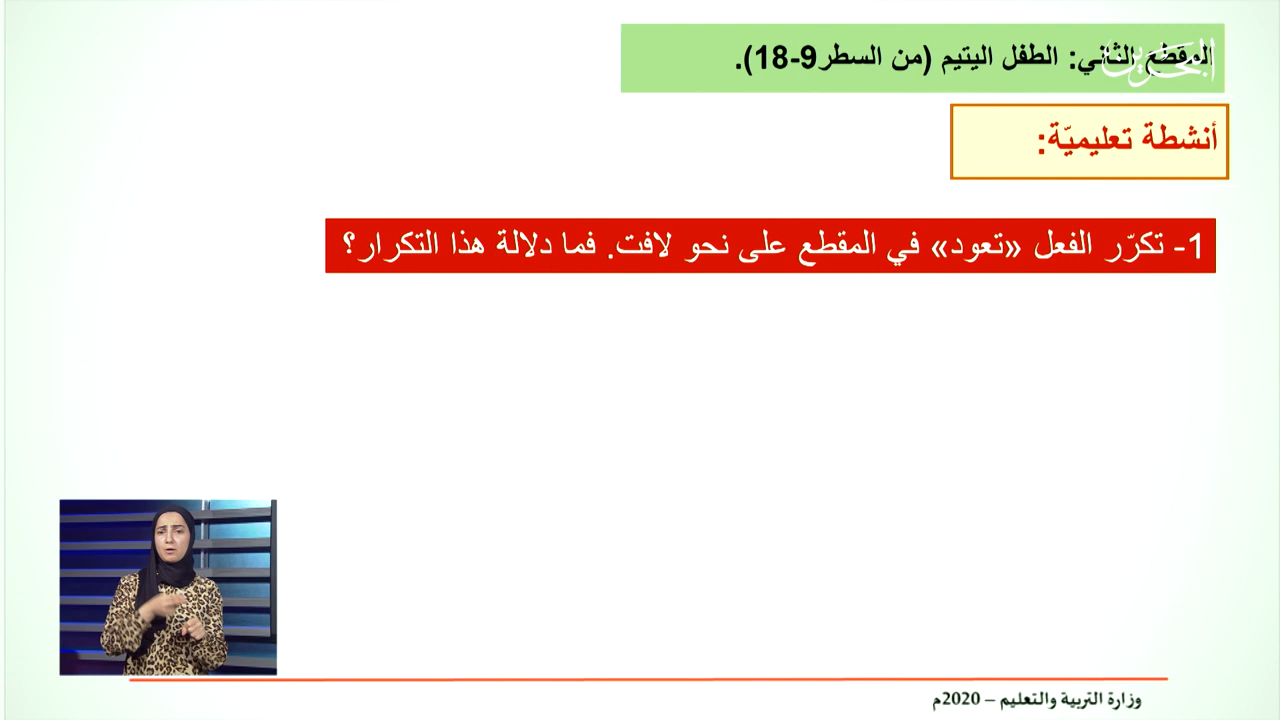 البحرين
المقطع الثاني: الطفل اليتيم (من السطر9-18).
أنشطة تعليميّة:
1- تكرّر الفعل «تعود» في المقطع على نحو لافت. فما دلالة هذا التكرار؟
وزارة التربية والتعليم – 2020م